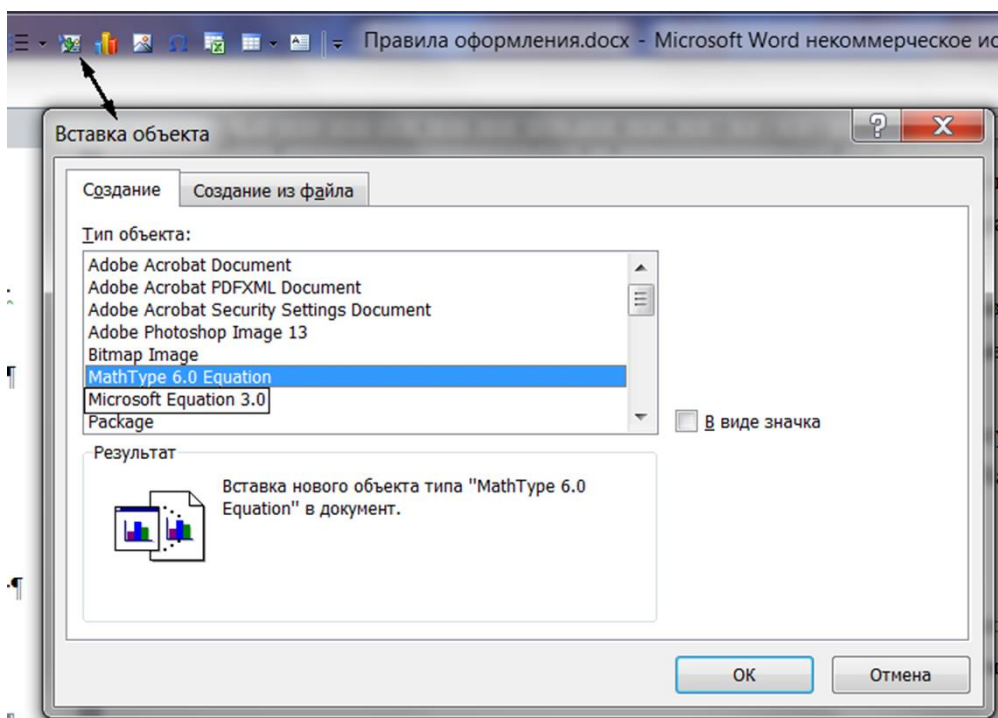 Правила оформления.docx - Microsoft Word некоммерческое ис
Вставка объекта
Создание
Создание из файла
Тип объекта:
Adobe Acrobat Document
Adobe Acrobat PDFXML Document
Adobe Acrobat Security Settings Document
Adobe Photoshop Image 13
Bitmap Image
MathType 6.0 Equation
Microsoft Equation 3.0
Package
В виде значка
Результат
Вставка нового объекта типа "MathType 6.0
Equation" в документ.
ОК
Отмена